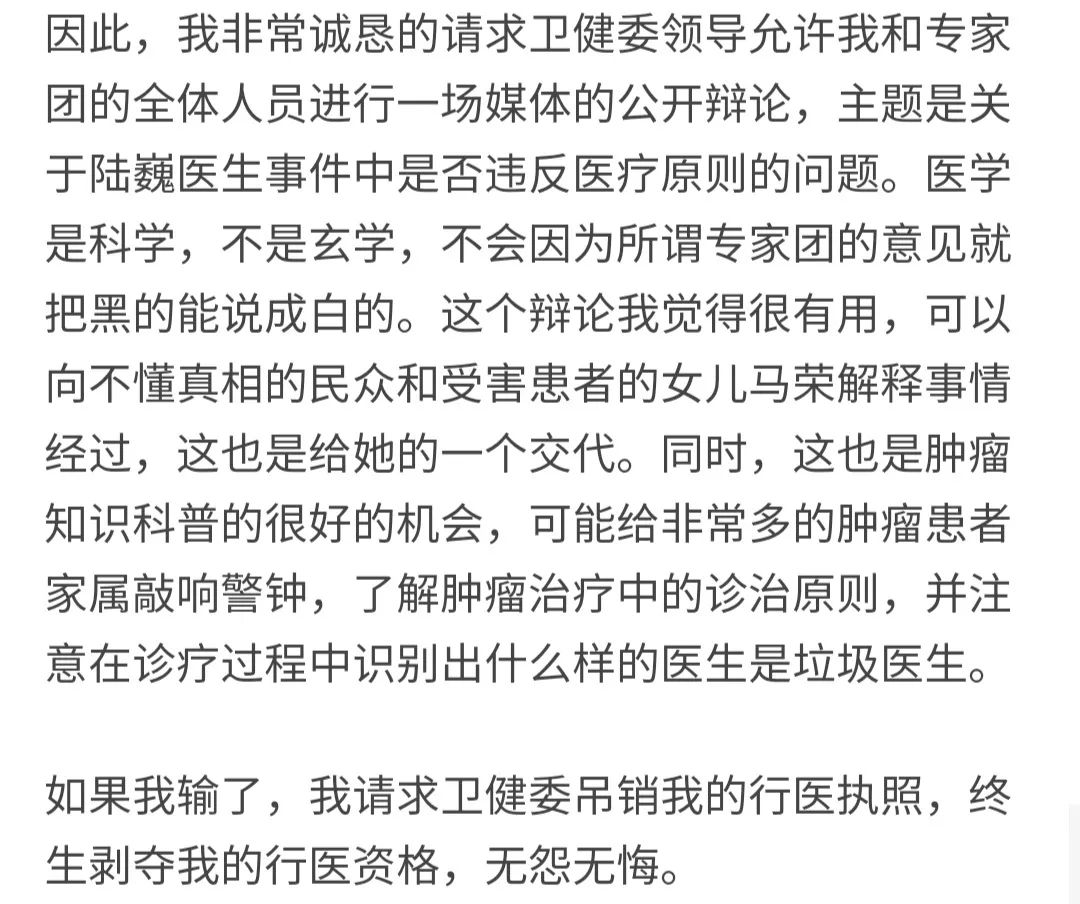 因此，我非常诚恳的请求卫健委领导允许我和专家
团的全体人员进行一场媒体的公开辩论，主题是关
于陆巍医生事件中是否违反医疗原则的问题。医学
是科学，不是玄学，不会因为所谓专家团的意见就
把黑的能说成白的。这个辩论我觉得很有用，可以
向不懂真相的民众和受害患者的女儿马荣解释事情
经过，这也是给她的一个交代。同时，这也是肿瘤
知识科普的很好的机会，可能给非常多的肿瘤患者
家属敲响警钟，了解肿瘤治疗中的诊治原则，并注
意在诊疗过程中识别出什么样的医生是垃圾医生。
如果我输了，我请求卫健委吊销我的行医执照，终
生剥夺我的行医资格，无怨无悔。